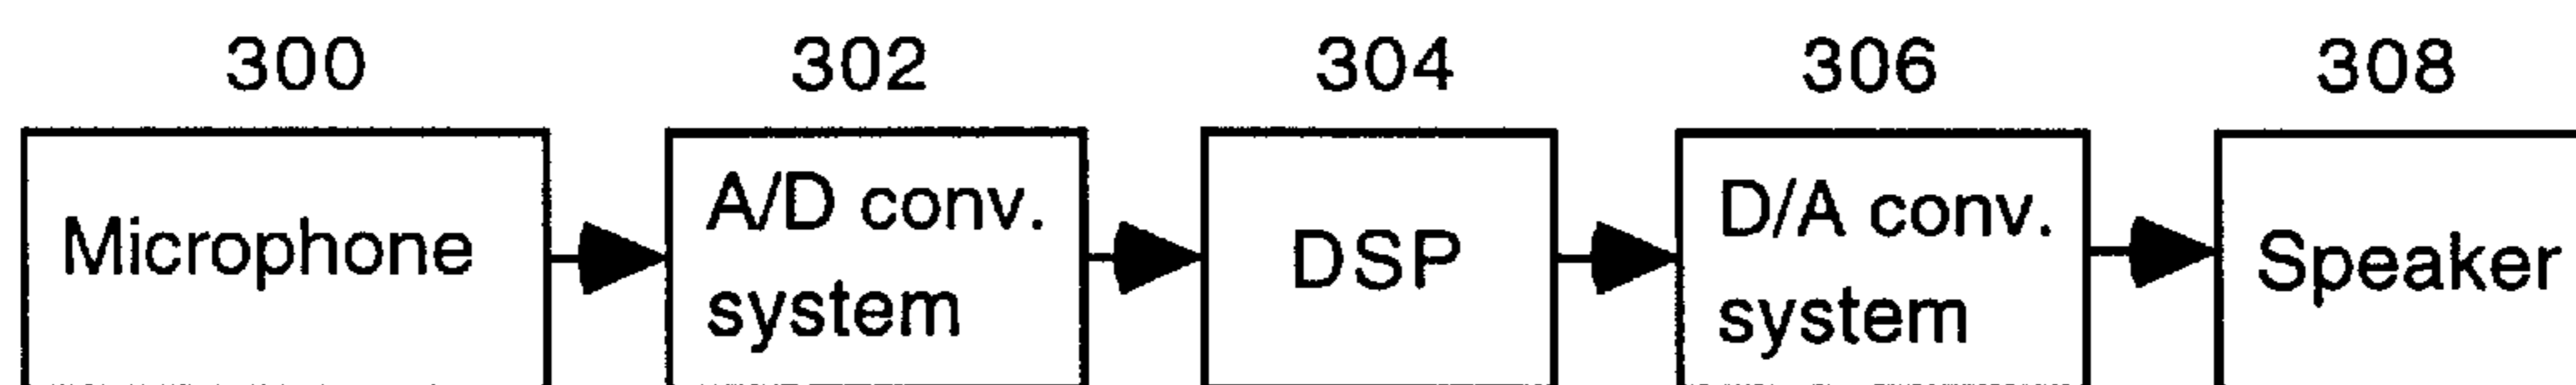 300 302 304 306 308
Microphone
A/D conv.
system
DSP
D/A conv.
system
Speaker